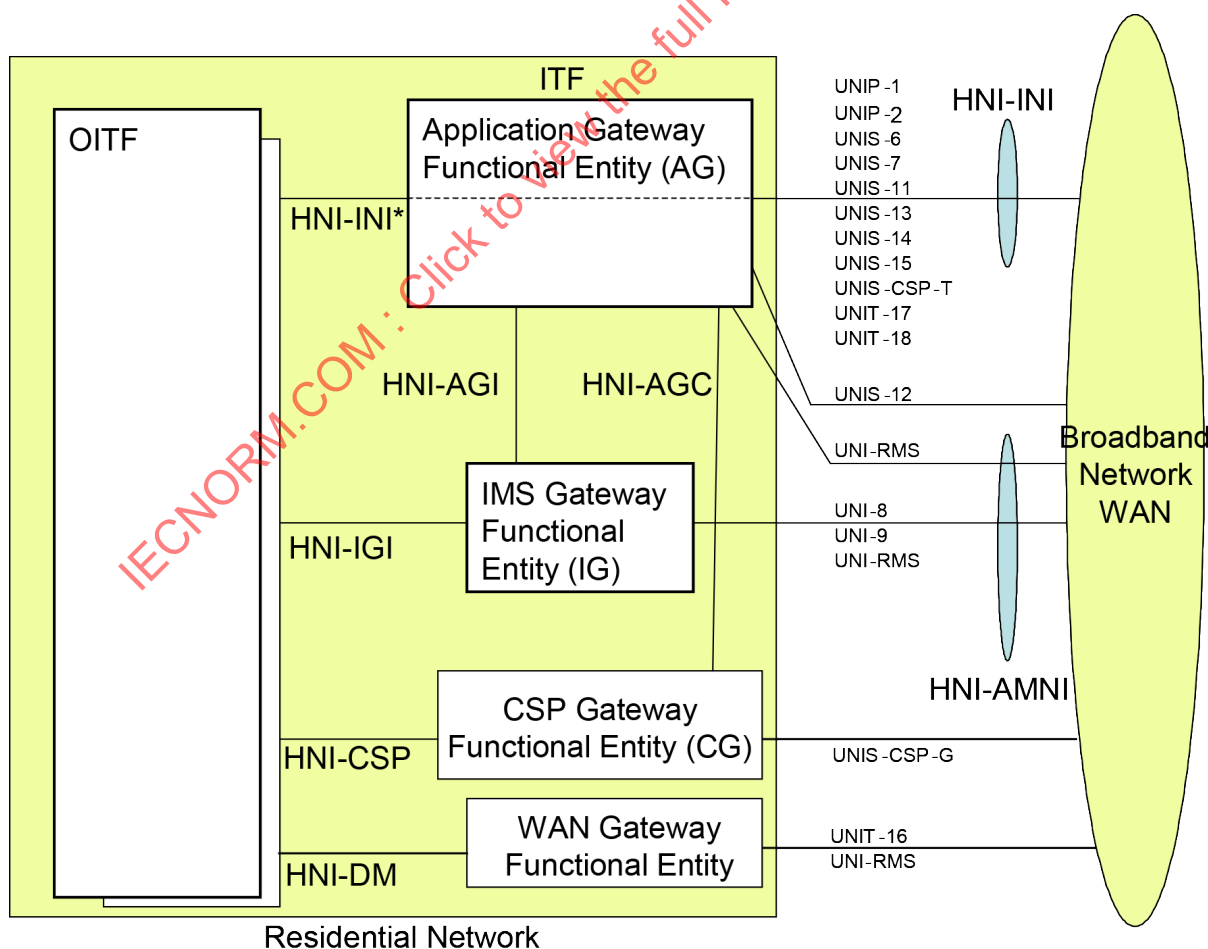 ITF
OITF
Application Gateway
Functional Entity (AG)
HNI-INI*
HNI-AGI
HNI-AGC
IMS Gateway
Functional
Entity (IG)
HNI-IGI
CSP Gateway
Functional Entity (CG)
HNI-CSP
WAN Gateway
Functional Entity
HNI-DM
Residential Network
UNIP-1
UNIP-2
UNIS-6
UNIS-7
UNIS-11
UNIS-13
UNIS-14
UNIS-15
UNIS-CSP-T
UNIT-17
UNIT-18
HNI-INI
UNIS-12
UNI-RMS
UNI-8
UNI-9
UNI-RMS
HNI-AMNI
UNIS-CSP-G
UNIT-16
UNI-RMS
Broadband
Network
WAN
IECNORM.COM : Click to view the full